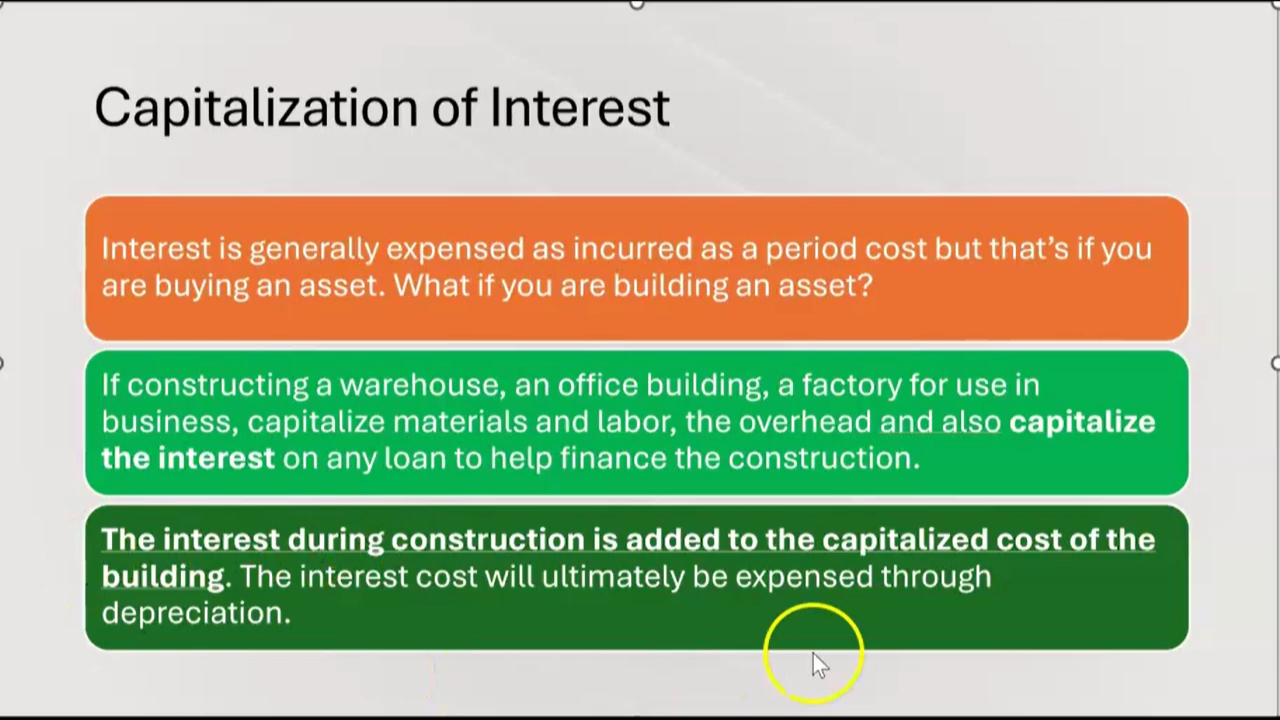 Capitalization of Interest
Interest is generally expensed as incurred as a period cost but that’s if you
are buying an asset. What if you are building an asset?
If constructing a warehouse, an office building, a factory for use in
business, capitalize materials and labor, the overhead and also capitalize
the interest on any loan to help finance the construction.
The interest during construction is added to the capitalized cost of the
building. The interest cost will ultimately be expensed through
depreciation.